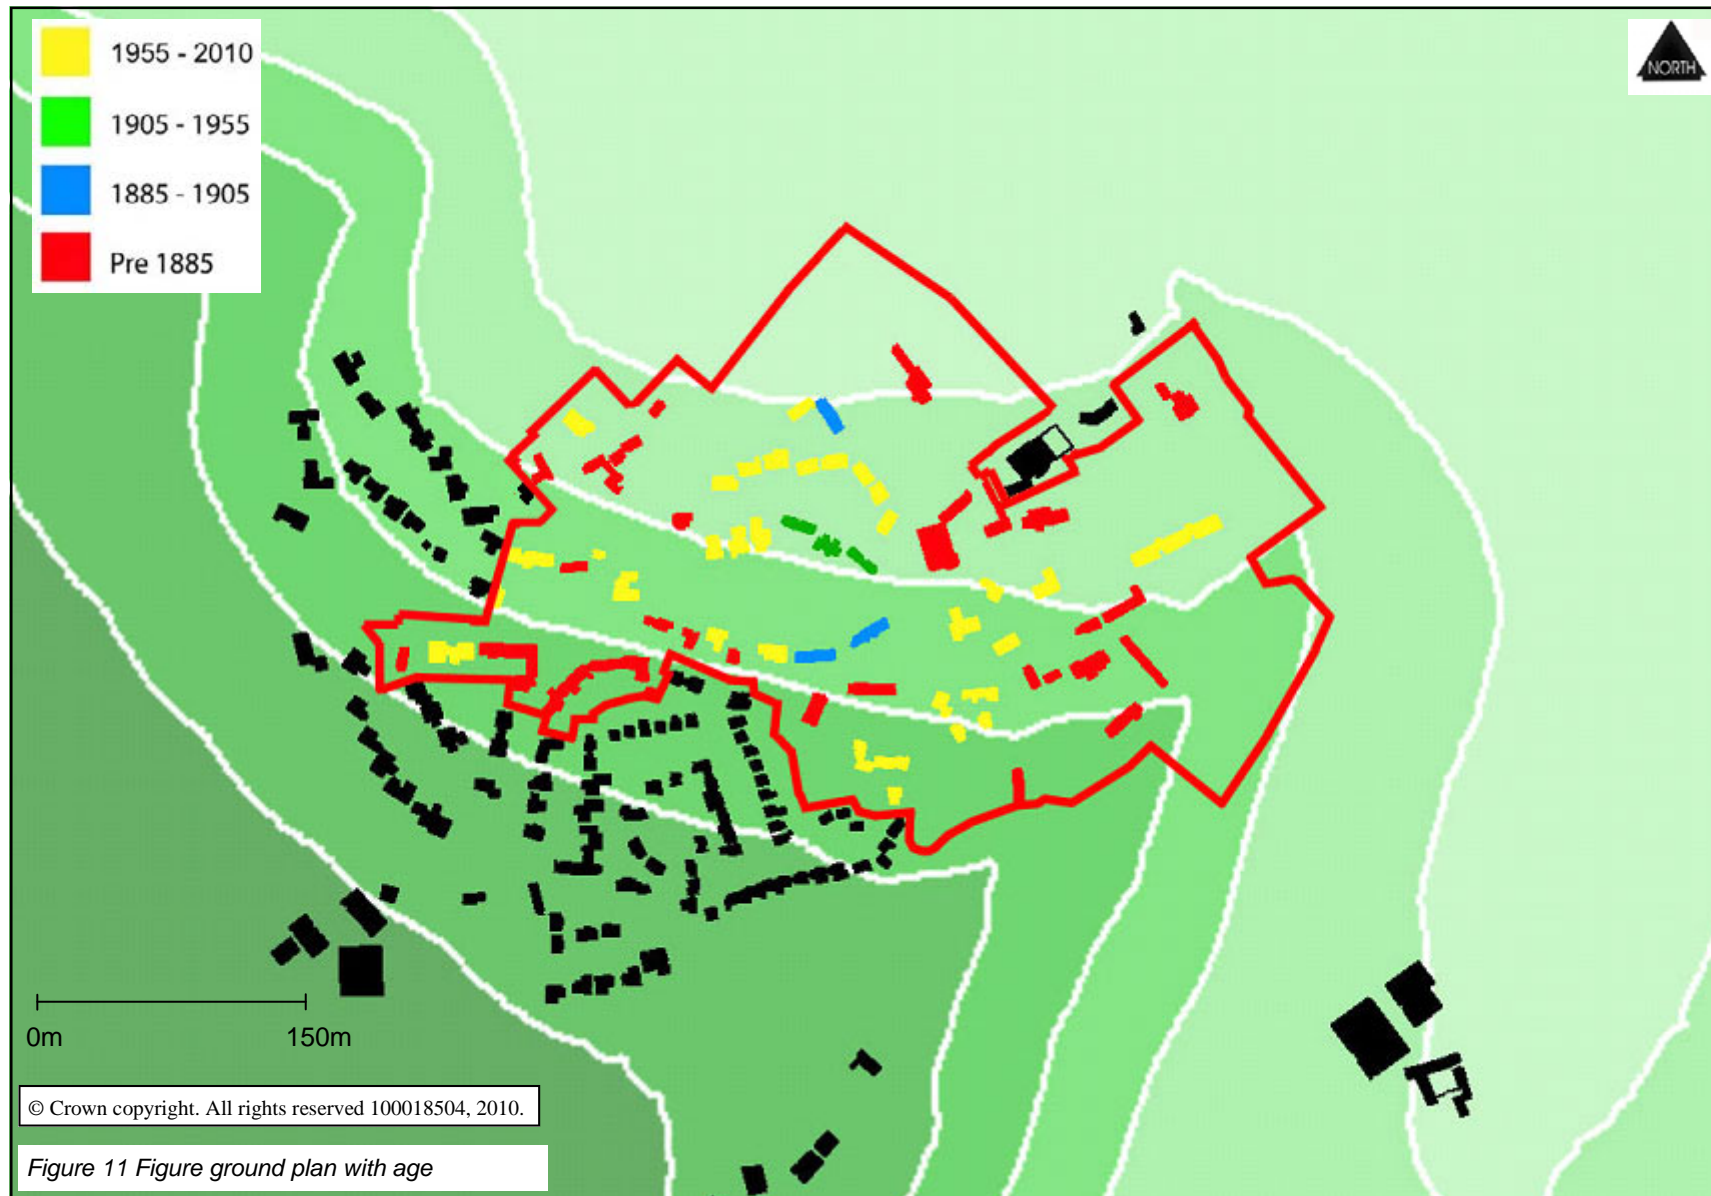 1955 - 2010
1905 - 1955
1885 - 1905
Pre 1885
NORTH
0m 150m
© Crown copyright. All rights reserved 100018504, 2010.
Figure 11 Figure ground plan with age